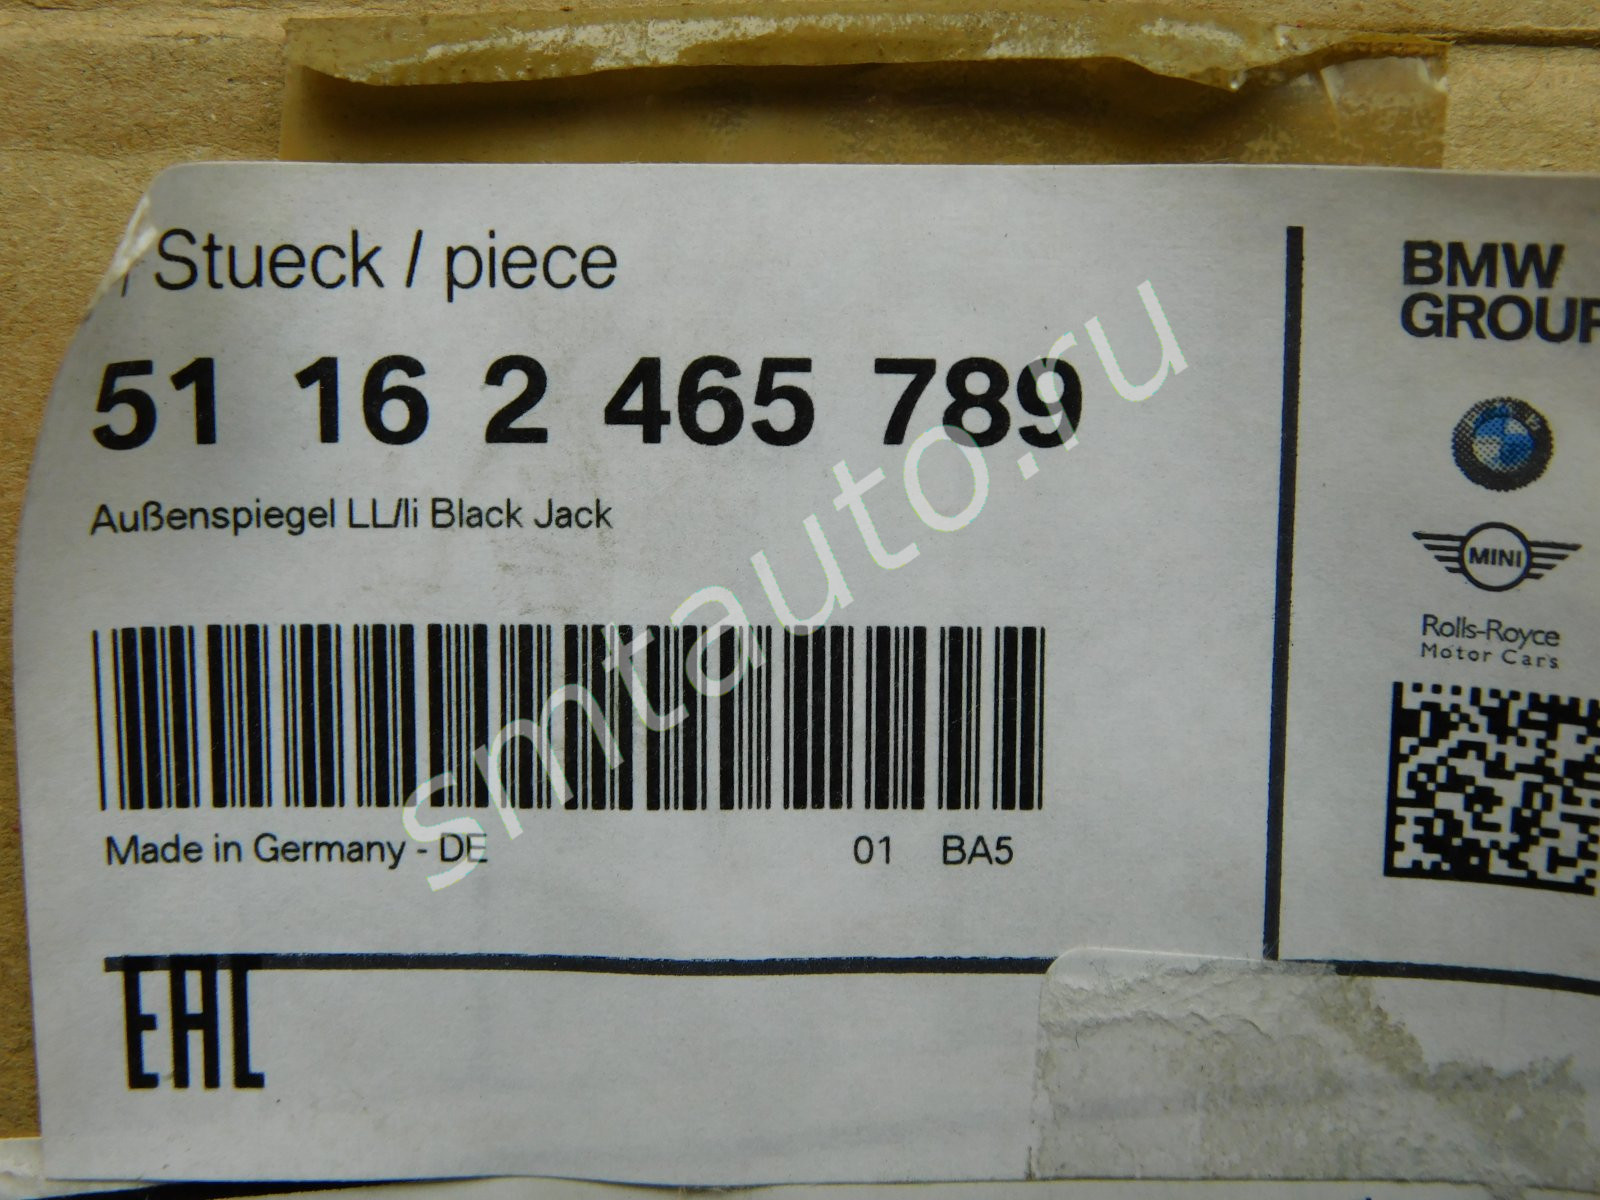 1 Stueck / piece
51 16 2 465 789
Außenspiegel LL/li Black Jack
Made in Germany - DE 01 BA5
EAC
BMW
GROUP
MINI
Rolls-Royce
Motor Cars
smtauto.ru